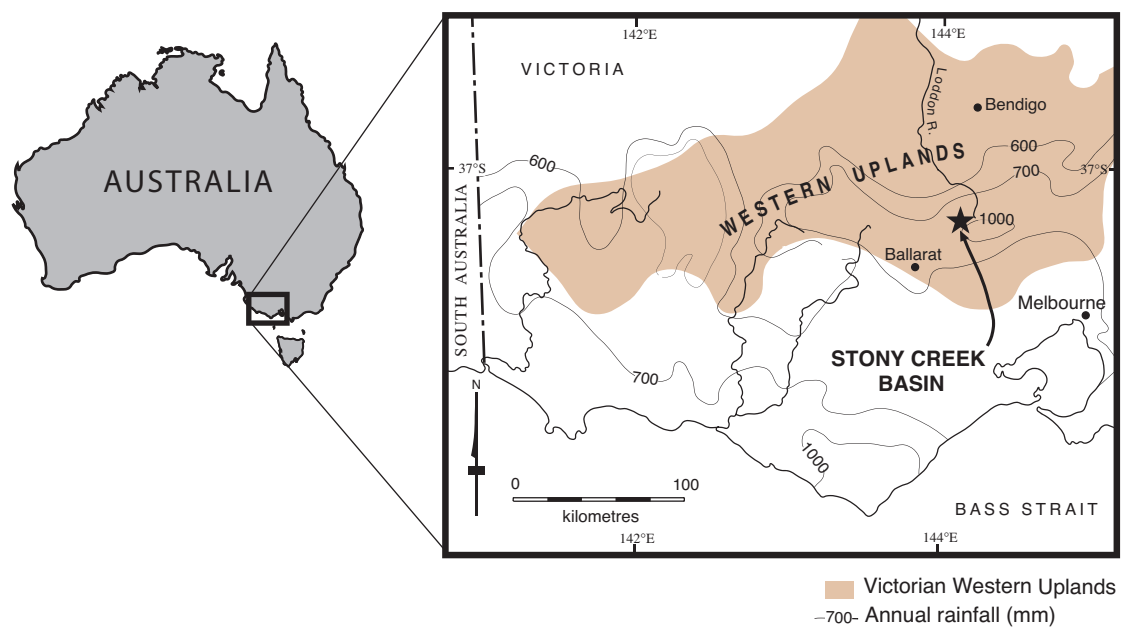 AUSTRALIA
142°E
144°E
VICTORIA
Loddon R.
Bendigo
600
600
700
37°S
37°S
WESTERN UPLANDS
1000
SOUTH AUSTRALIA
Ballarat
Melbourne
STONY CREEK
BASIN
700
N
1000
0
100
kilometres
BASS STRAIT
142°E
144°E
Victorian Western Uplands
700
Annual rainfall (mm)